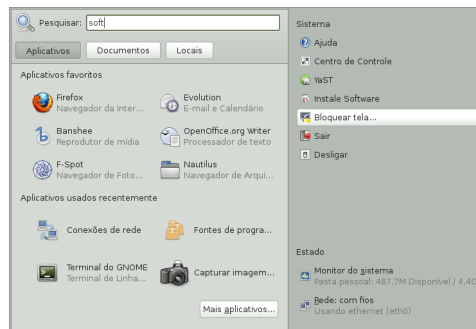 Pesquisar: soft
Aplicativos Documentos Locais
Aplicativos favoritos
Firefox
Navegador da Inter...
Evolution
E-mail e Calendário
Banshee
Reprodutor de mídia
OpenOffice.org Writer
Processador de texto
F-Spot
Navegador de Foto...
Nautilus
Navegador de Arqui...
Aplicativos usados recentemente
Conexões de rede
Fontes de progra...
Terminal do GNOME
Terminal de Linha...
Capturar imagem...
Mais aplicativos...
Sistema
Ajuda
Centro de Controle
YaST
Instale Software
Bloquear tela...
Sair
Desligar
Estado
Monitor do sistema
Pasta pessoal: 487,7M Disponível / 4,4G
Rede: com fios
Usando ethernet (eth0)